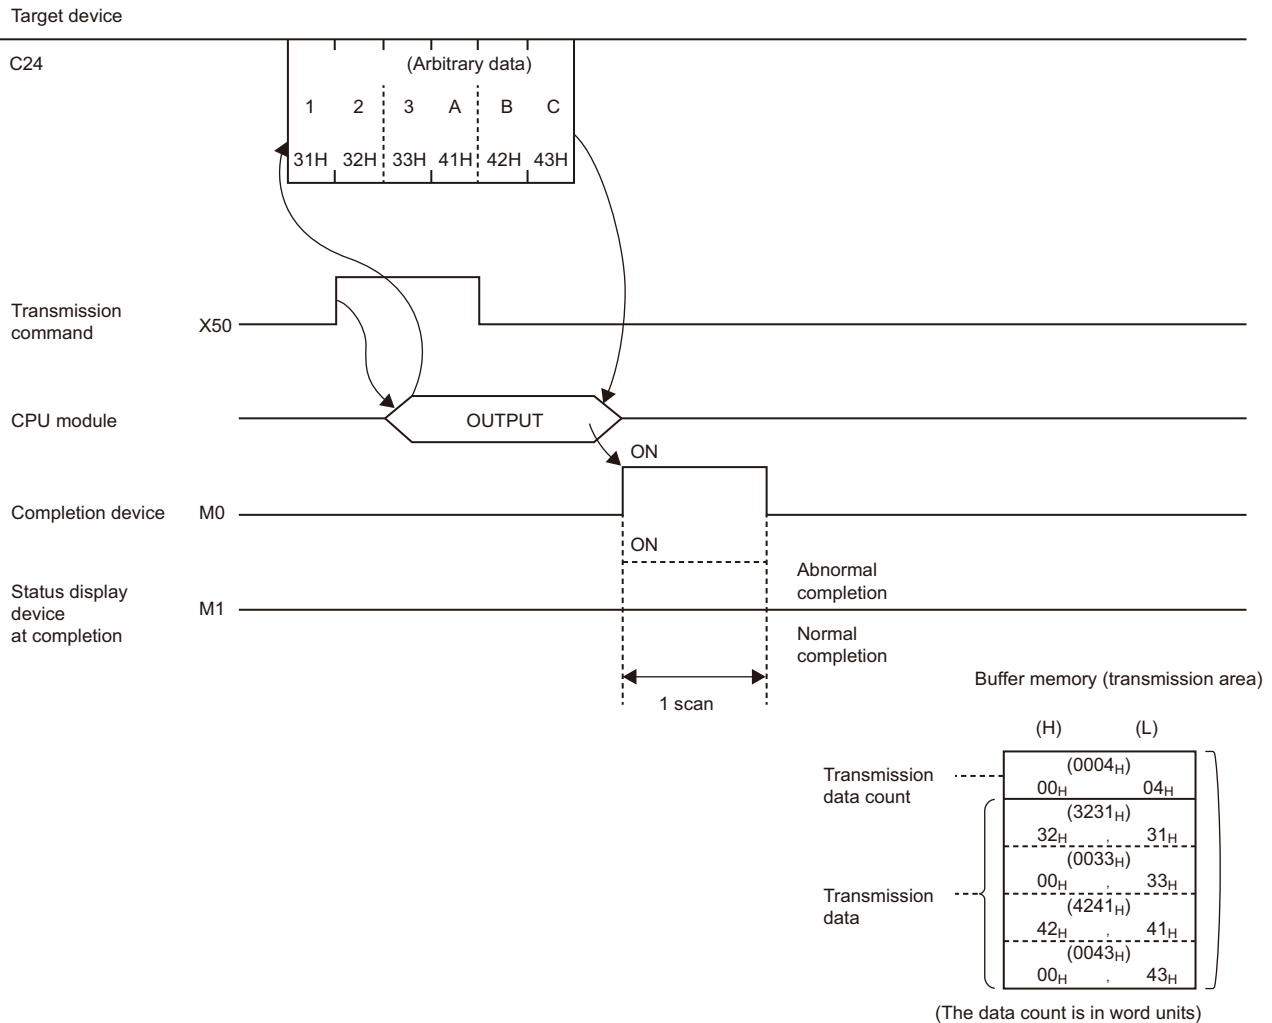 Target device
C24
(Arbitrary data)
1 2 3 A B C
31H 32H 33H 41H 42H 43H
Transmission
command
X50
CPU module
OUTPUT
ON
Completion device
M0
ON
Abnormal
completion
Status display
device
at completion
M1
Normal
completion
1 scan
Buffer memory (transmission area)
(H) (L)
Transmission
data count
(0004H)
00H 04H
(3231H)
32H , 31H
(0033H)
00H , 33H
Transmission
data
(4241H)
42H , 41H
(0043H)
00H , 43H
(The data count is in word units)